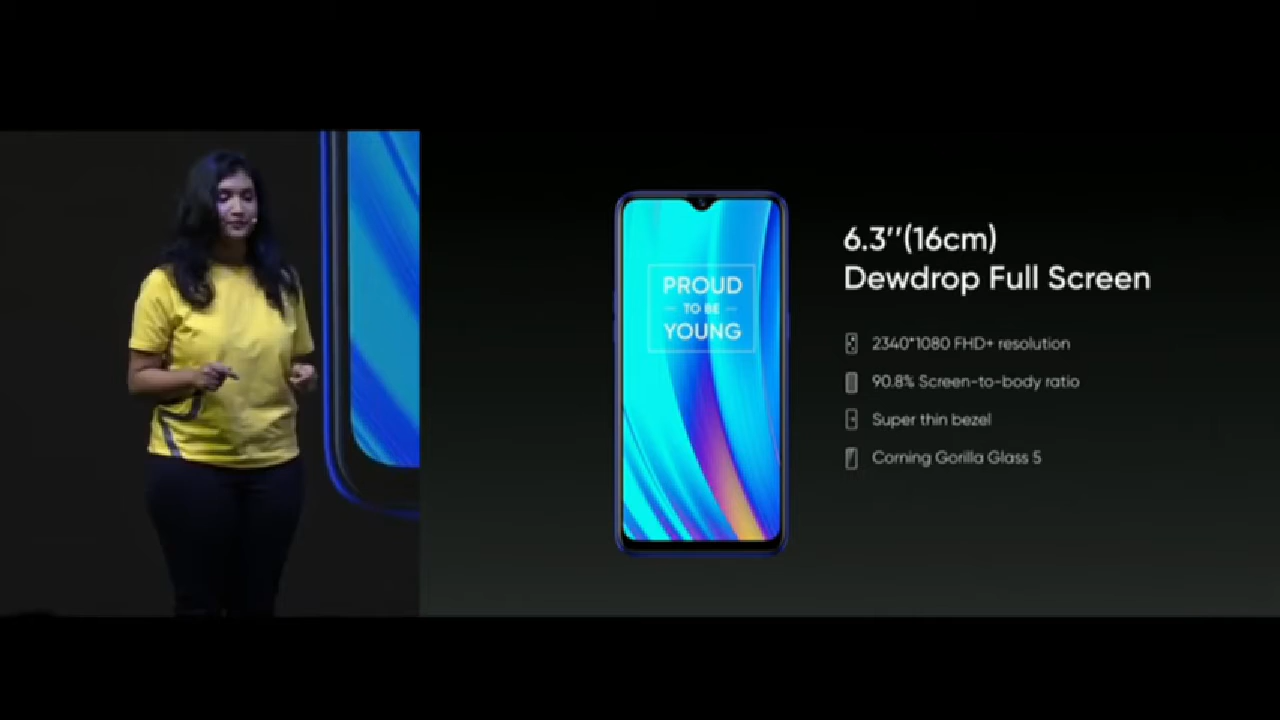 PROUD
TO BE
YOUNG
6.3′′(16cm)
Dewdrop Full Screen
2340*1080 FHD+ resolution
90.8% Screen-to-body ratio
Super thin bezel
Corning Gorilla Glass 5